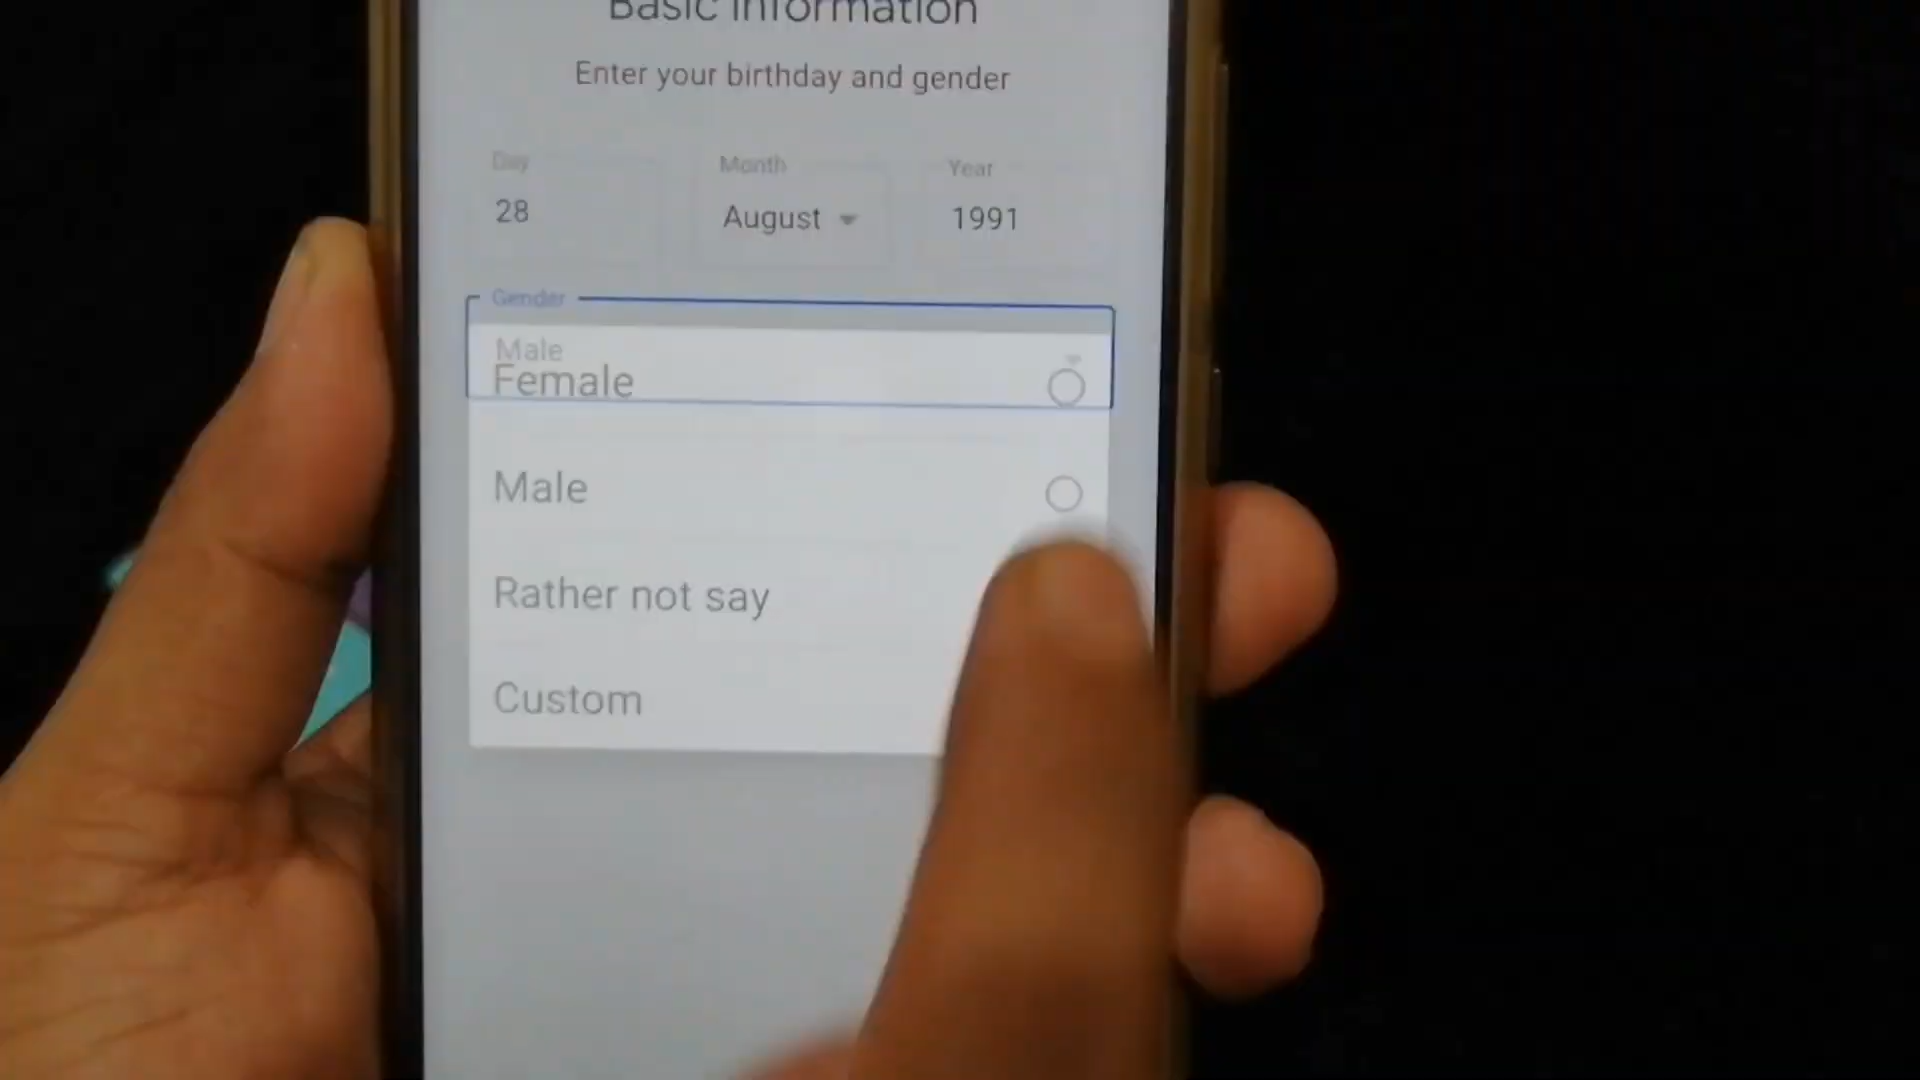 Basic information
Enter your birthday and gender
Day
Month
Year
28
August
1991
Gender
Male
Female
Male
Rather not say
Custom